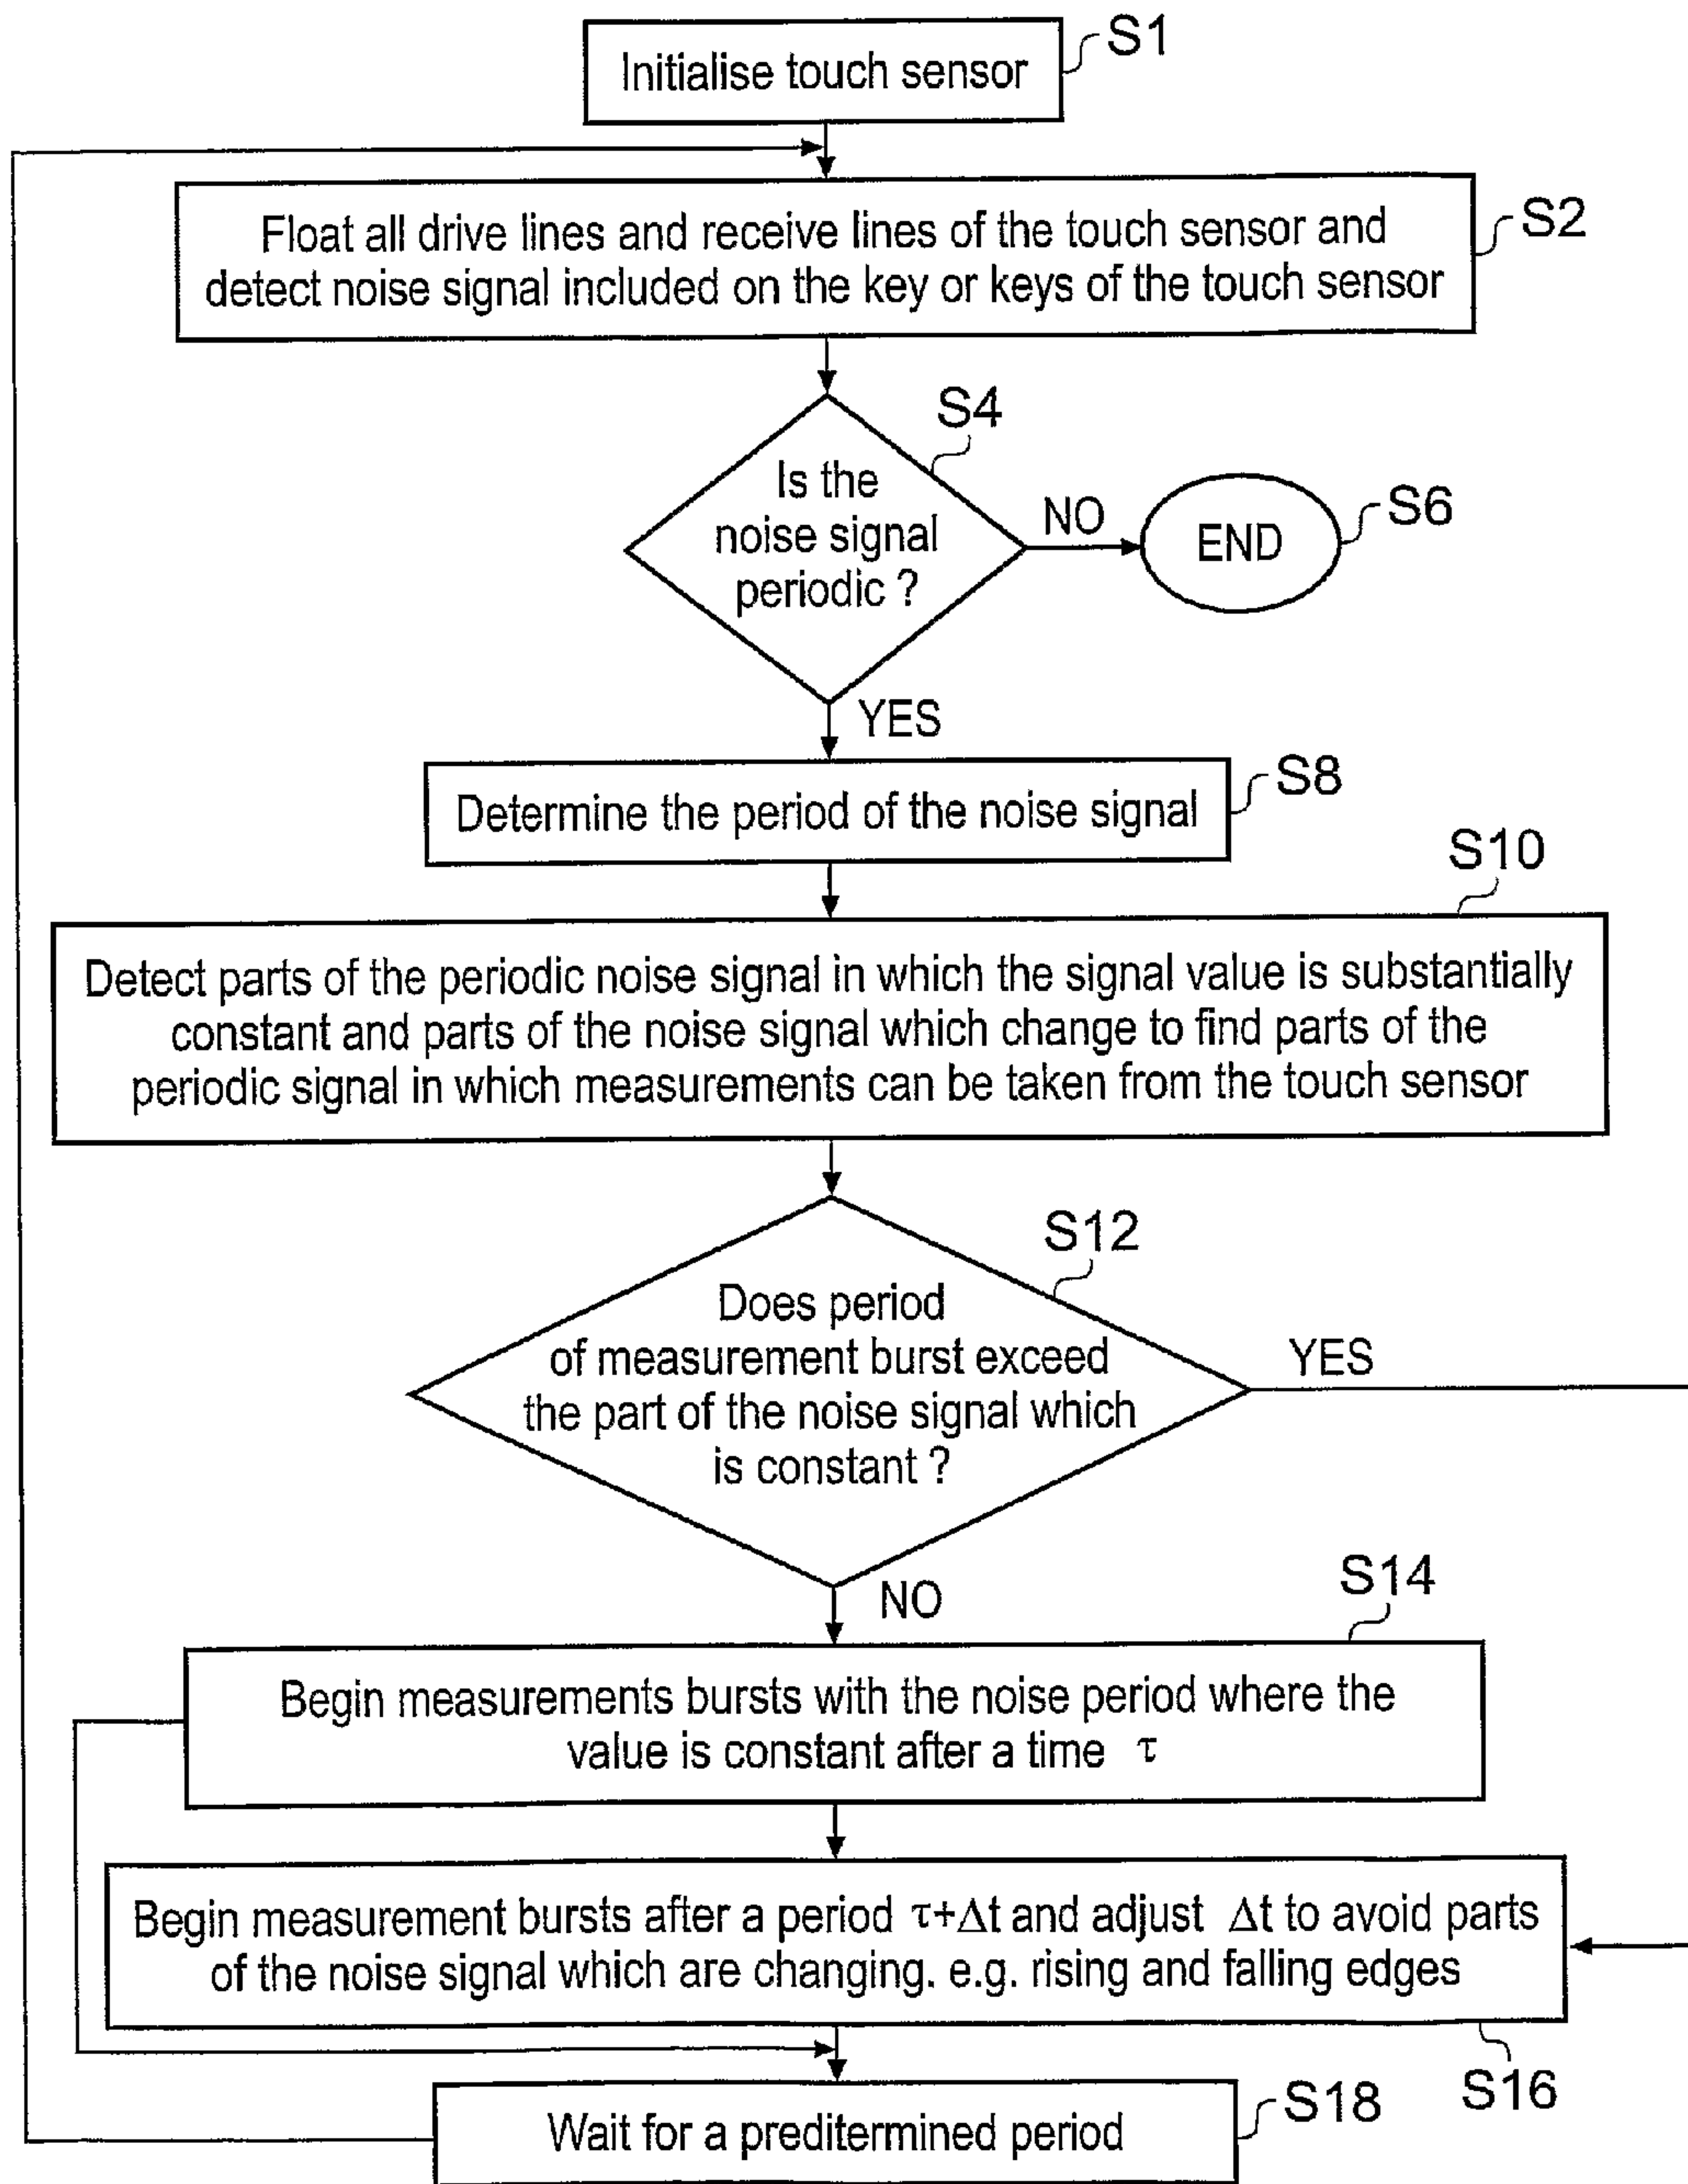 Initialise touch sensor
S1
Float all drive lines and receive lines of the touch sensor and
detect noise signal included on the key or keys of the touch sensor
S2
S4
Is the
noise signal
periodic ?
NO
END
S6
YES
Determine the period of the noise signal
S8
S10
Detect parts of the periodic noise signal in which the signal value is substantially
constant and parts of the noise signal which change to find parts of the
periodic signal in which measurements can be taken from the touch sensor
S12
Does period
of measurement burst exceed
the part of the noise signal which
is constant ?
YES
NO
S14
Begin measurements bursts with the noise period where the
value is constant after a time τ
Begin measurement bursts after a period τ+Δt and adjust Δt to avoid parts
of the noise signal which are changing. e.g. rising and falling edges
S16
Wait for a preditermined period
S18